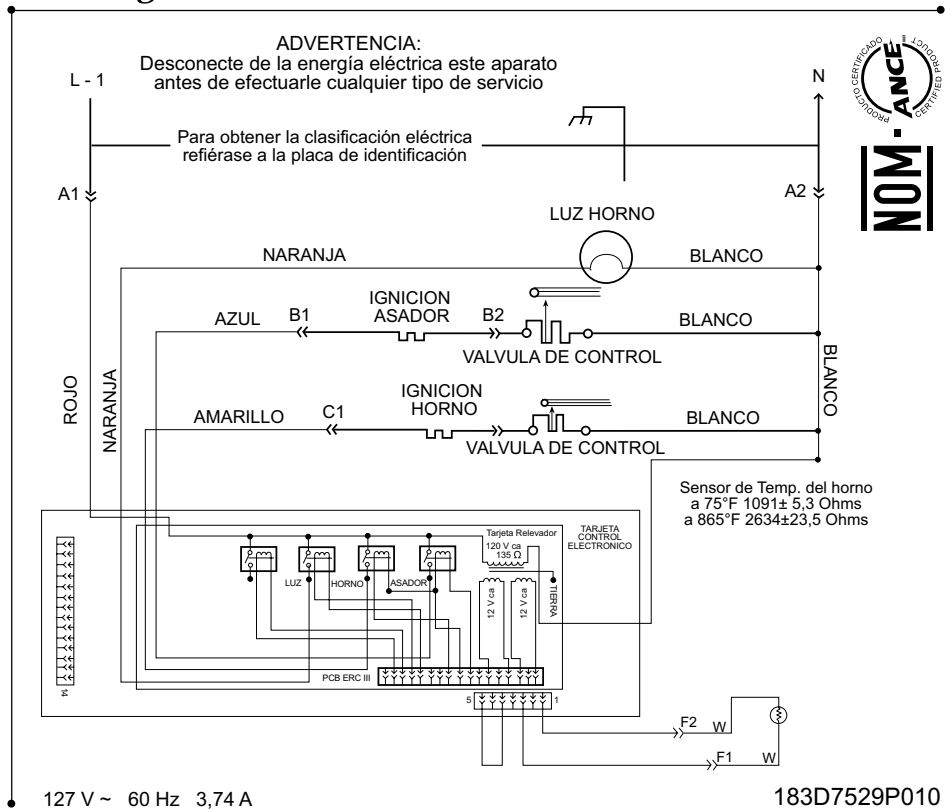 ADVERTENCIA:
Desconecte de la energía eléctrica este aparato
antes de efectuarle cualquier tipo de servicio
L - 1
N
PRODUCTO CERTIFICADO
ANCE
CERTIFIED PRODUCT
NOM
Para obtener la clasificación eléctrica
refiérase a la placa de identificación
A1
A2
LUZ HORNO
NARANJA
BLANCO
IGNICION
ASADOR
AZUL
B1
B2
BLANCO
VALVULA DE CONTROL
ROJO
NARANJA
BLANCO
IGNICION
HORNO
AMARILLO
C1
BLANCO
VALVULA DE CONTROL
Sensor de Temp. del horno
a 75°F 1091± 5,3 Ohms
a 865°F 2634±23,5 Ohms
Tarjeta Relevador
120 V ca
135 Ω
TARJETA
CONTROL
ELECTRONICO
LUZ
HORNO
ASADOR
12 V ca
12 V ca
TIERRA
PCB ERC III
14
5
1
F2
W
F1
W
127 V ~ 60 Hz 3,74 A
183D7529P010